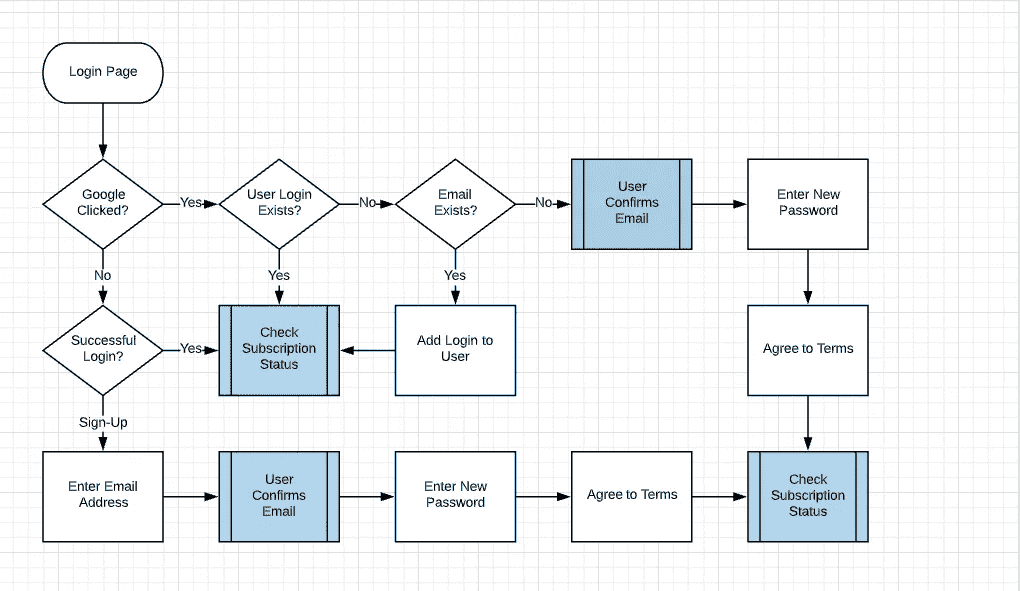 Login Page
Google
Clicked?
Yes
User Login
Exists?
No
Email
Exists?
No
User
Confirms
Email
Enter New
Password
No
Yes
Yes
Successful
Login?
Yes
Check
Subscription
Status
Add Login to
User
Agree to Terms
Sign-Up
Enter Email
Address
User
Confirms
Email
Enter New
Password
Agree to Terms
Check
Subscription
Status